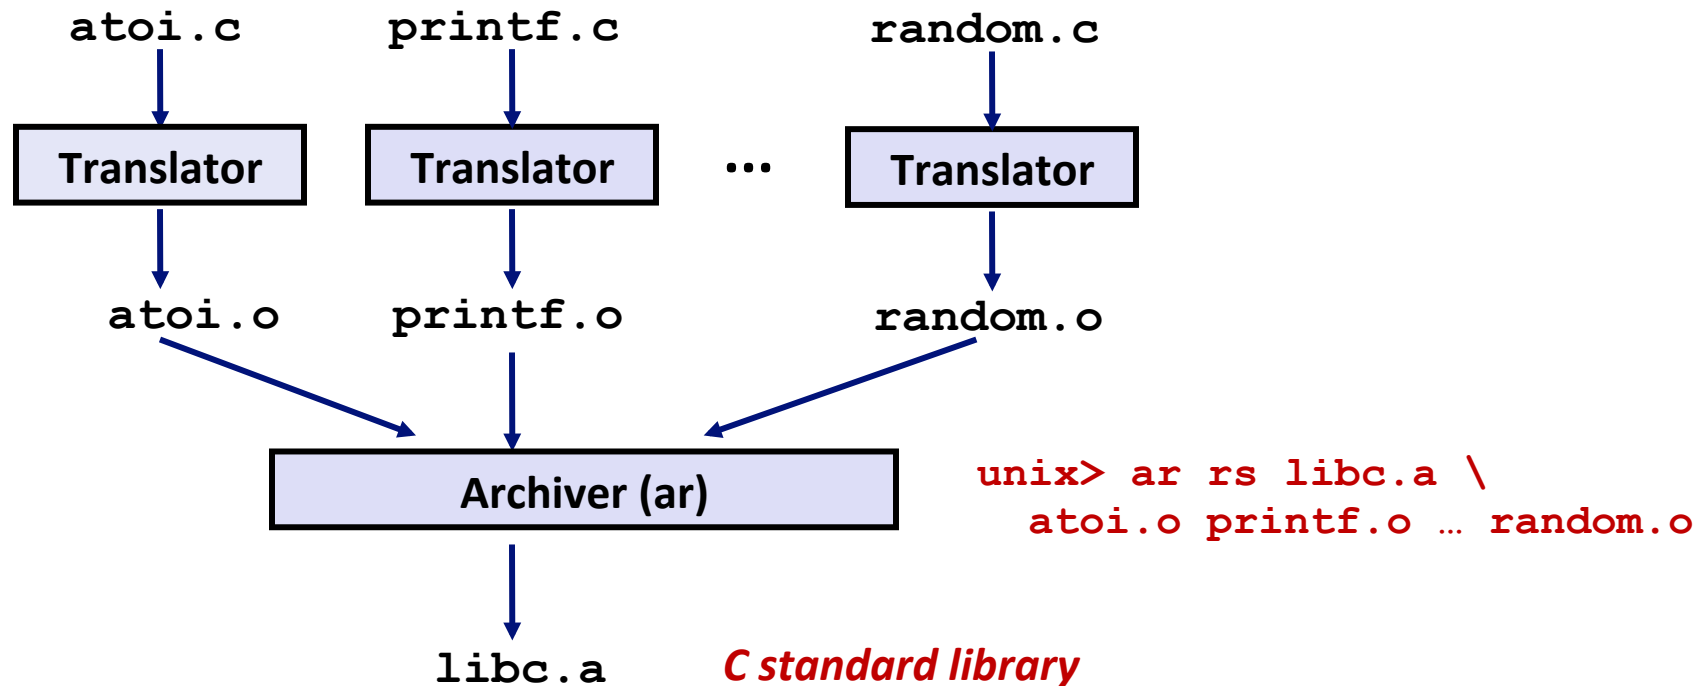 atoi.c printf.c random.c
Translator Translator ... Translator
atoi.o printf.o random.o
Archiver (ar)
unix> ar rs libc.a \
atoi.o printf.o … random.o
libc.a C standard library